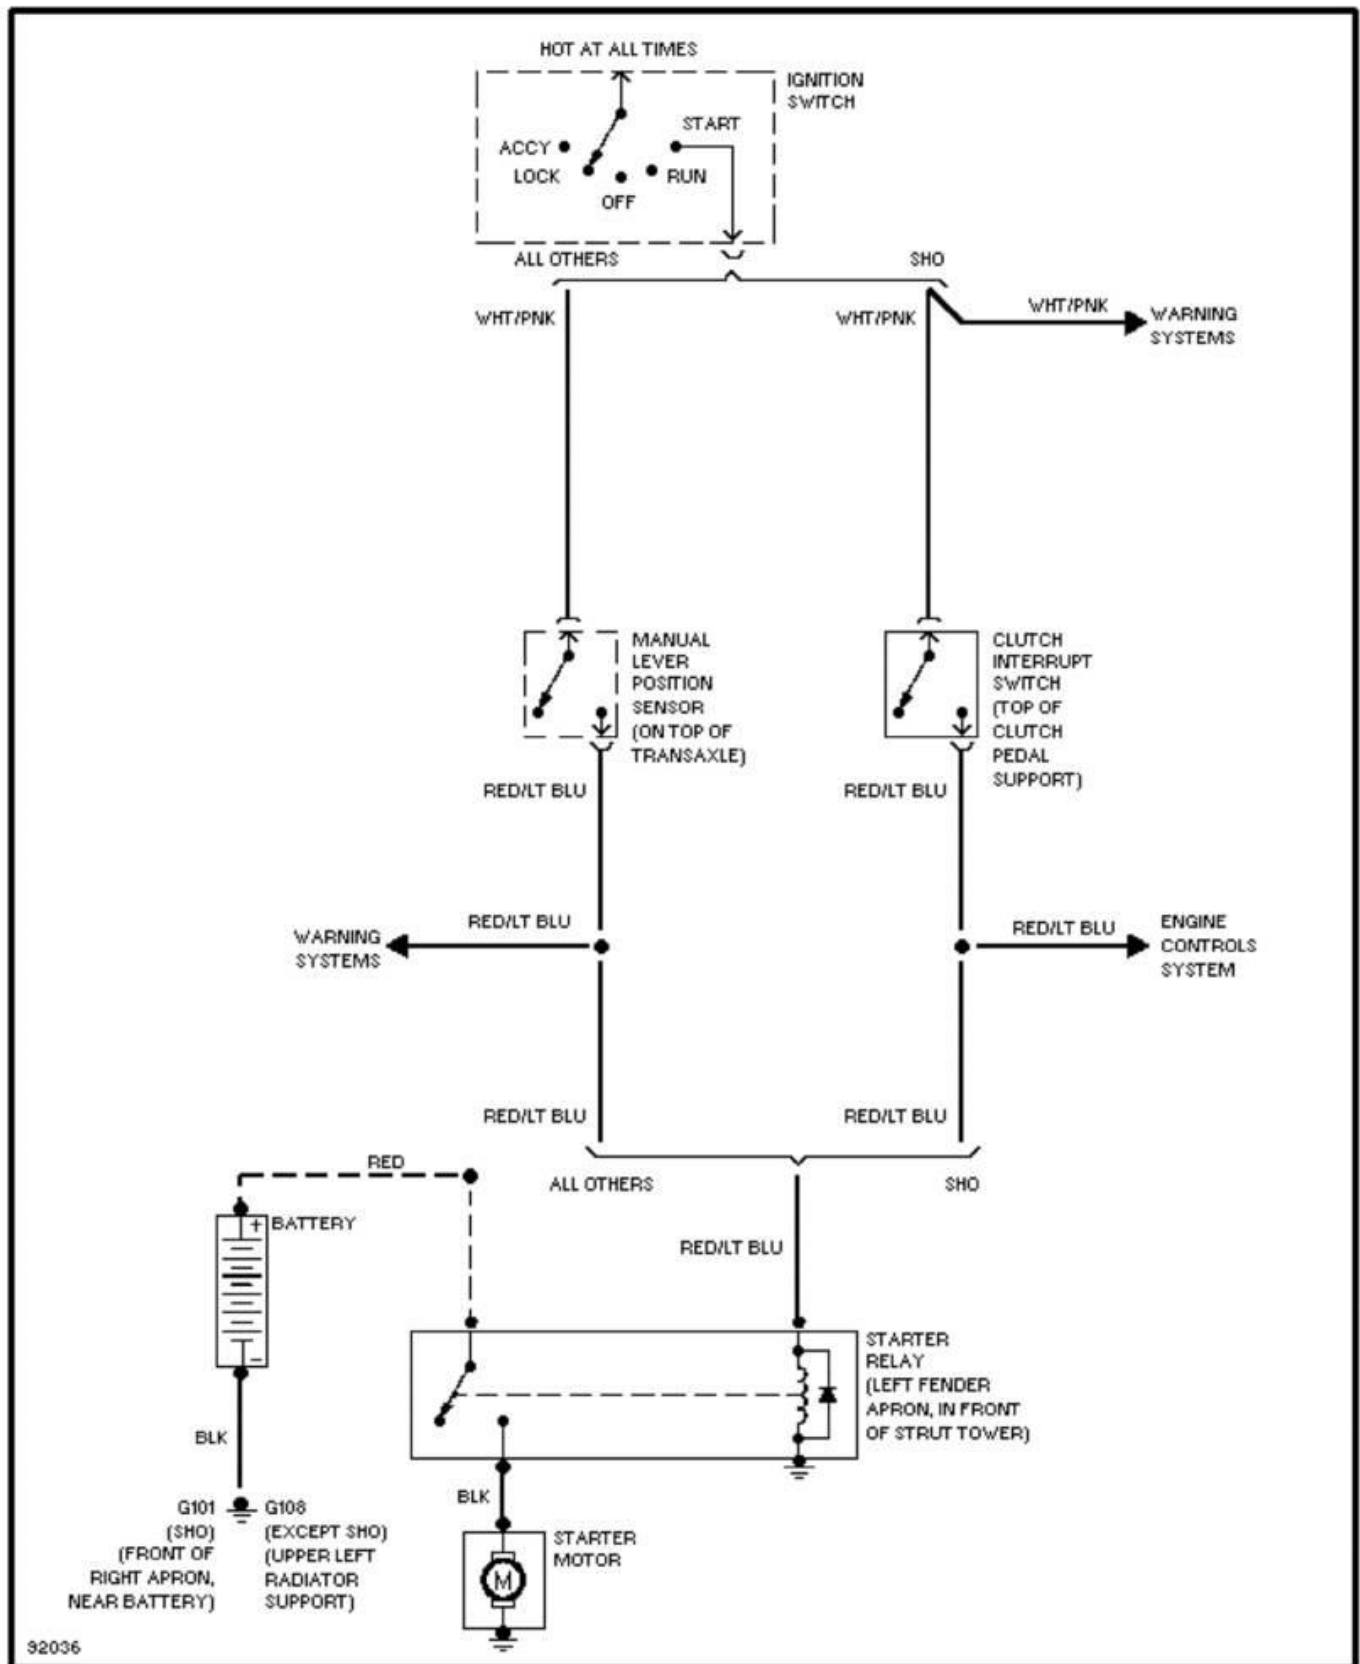 HOT AT ALL TIMES
IGNITION
SWITCH
START
ACCY
LOCK
RUN
OFF
ALL OTHERS
SHO
WHT/PNK
WHT/PNK
WHT/PNK
WARNING
SYSTEMS
MANUAL
LEVER
POSITION
SENSOR
(ON TOP OF
TRANSAXLE)
CLUTCH
INTERRUPT
SWITCH
(TOP OF
CLUTCH
PEDAL
SUPPORT)
RED/LT BLU
RED/LT BLU
WARNING
SYSTEMS
RED/LT BLU
RED/LT BLU
ENGINE
CONTROLS
SYSTEM
RED/LT BLU
RED/LT BLU
ALL OTHERS
SHO
RED
+
BATTERY
-
RED/LT BLU
STARTER
RELAY
(LEFT FENDER
APRON, IN FRONT
OF STRUT TOWER)
BLK
G101
(SHO)
(FRONT OF
RIGHT APRON,
NEAR BATTERY)
G108
(EXCEPT SHO)
(UPPER LEFT
RADIATOR
SUPPORT)
BLK
M
STARTER
MOTOR
92036